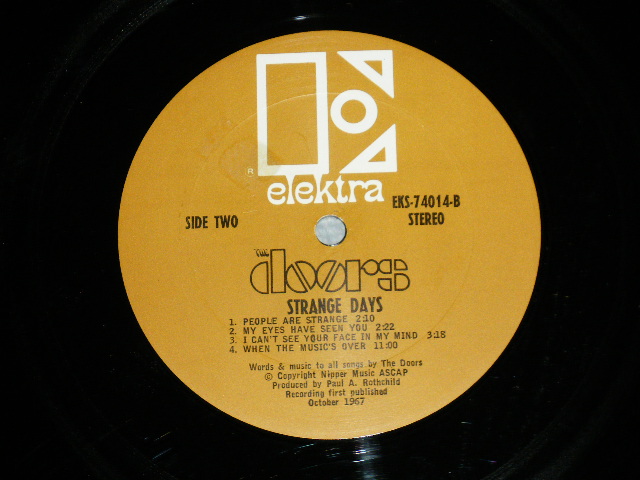 ®
elektra
EKS-74014-B
SIDE TWO
STEREO
THE
doors
STRANGE DAYS
1. PEOPLE ARE STRANGE 2:10
2. MY EYES HAVE SEEN YOU 2:22
3. I CAN'T SEE YOUR FACE IN MY MIND 3:18
4. WHEN THE MUSIC'S OVER 11:00
Words & music to all songs by The Doors
© Copyright Nipper Music ASCAP
Produced by Paul A. Rothchild
Recording first published
October 1967